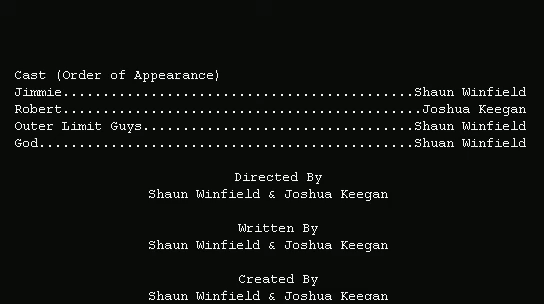 Cast (Order of Appearance)
Jimmie............................................Shaun Winfield
Robert.............................................Joshua Keegan
Outer Limit Guys..................................Shaun Winfield
God...............................................Shuan Winfield
Directed By
Shaun Winfield & Joshua Keegan
Written By
Shaun Winfield & Joshua Keegan
Created By
Shaun Winfield & Joshua Keegan